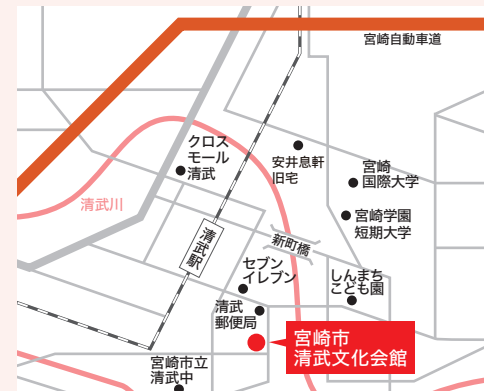 宮崎自動車道
クロス
モール
清武
安井息軒
旧宅
宮崎
国際大学
清武川
宮崎学園
短期大学
清武駅
新町橋
セブン
イレブン
しんまち
こども園
清武
郵便局
宮崎市
清武文化会館
宮崎市立
清武中